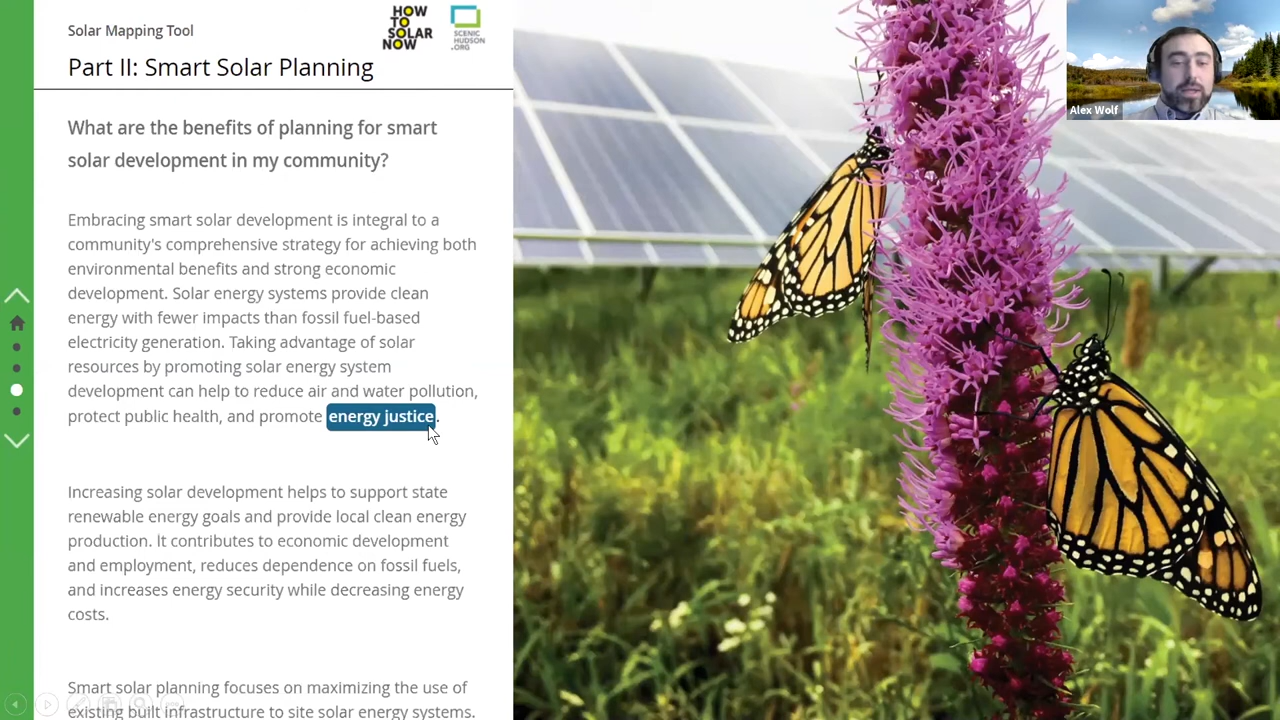 Solar Mapping Tool
HOW
TO
SOLAR
NOW
SCENIC
HUDSON
.ORG
Part II: Smart Solar Planning
Alex Wolf
What are the benefits of planning for smart
solar development in my community?
Embracing smart solar development is integral to a
community's comprehensive strategy for achieving both
environmental benefits and strong economic
development. Solar energy systems provide clean
energy with fewer impacts than fossil fuel-based
electricity generation. Taking advantage of solar
resources by promoting solar energy system
development can help to reduce air and water pollution,
protect public health, and promote energy justice.
Increasing solar development helps to support state
renewable energy goals and provide local clean energy
production. It contributes to economic development
and employment, reduces dependence on fossil fuels,
and increases energy security while decreasing energy
costs.
Smart solar planning focuses on maximizing the use of
existing built infrastructure to site solar energy systems.